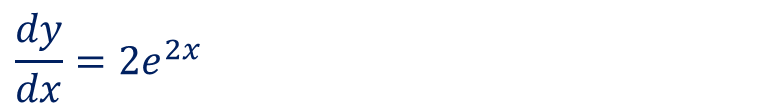 dy/dx = 2e^{2x}